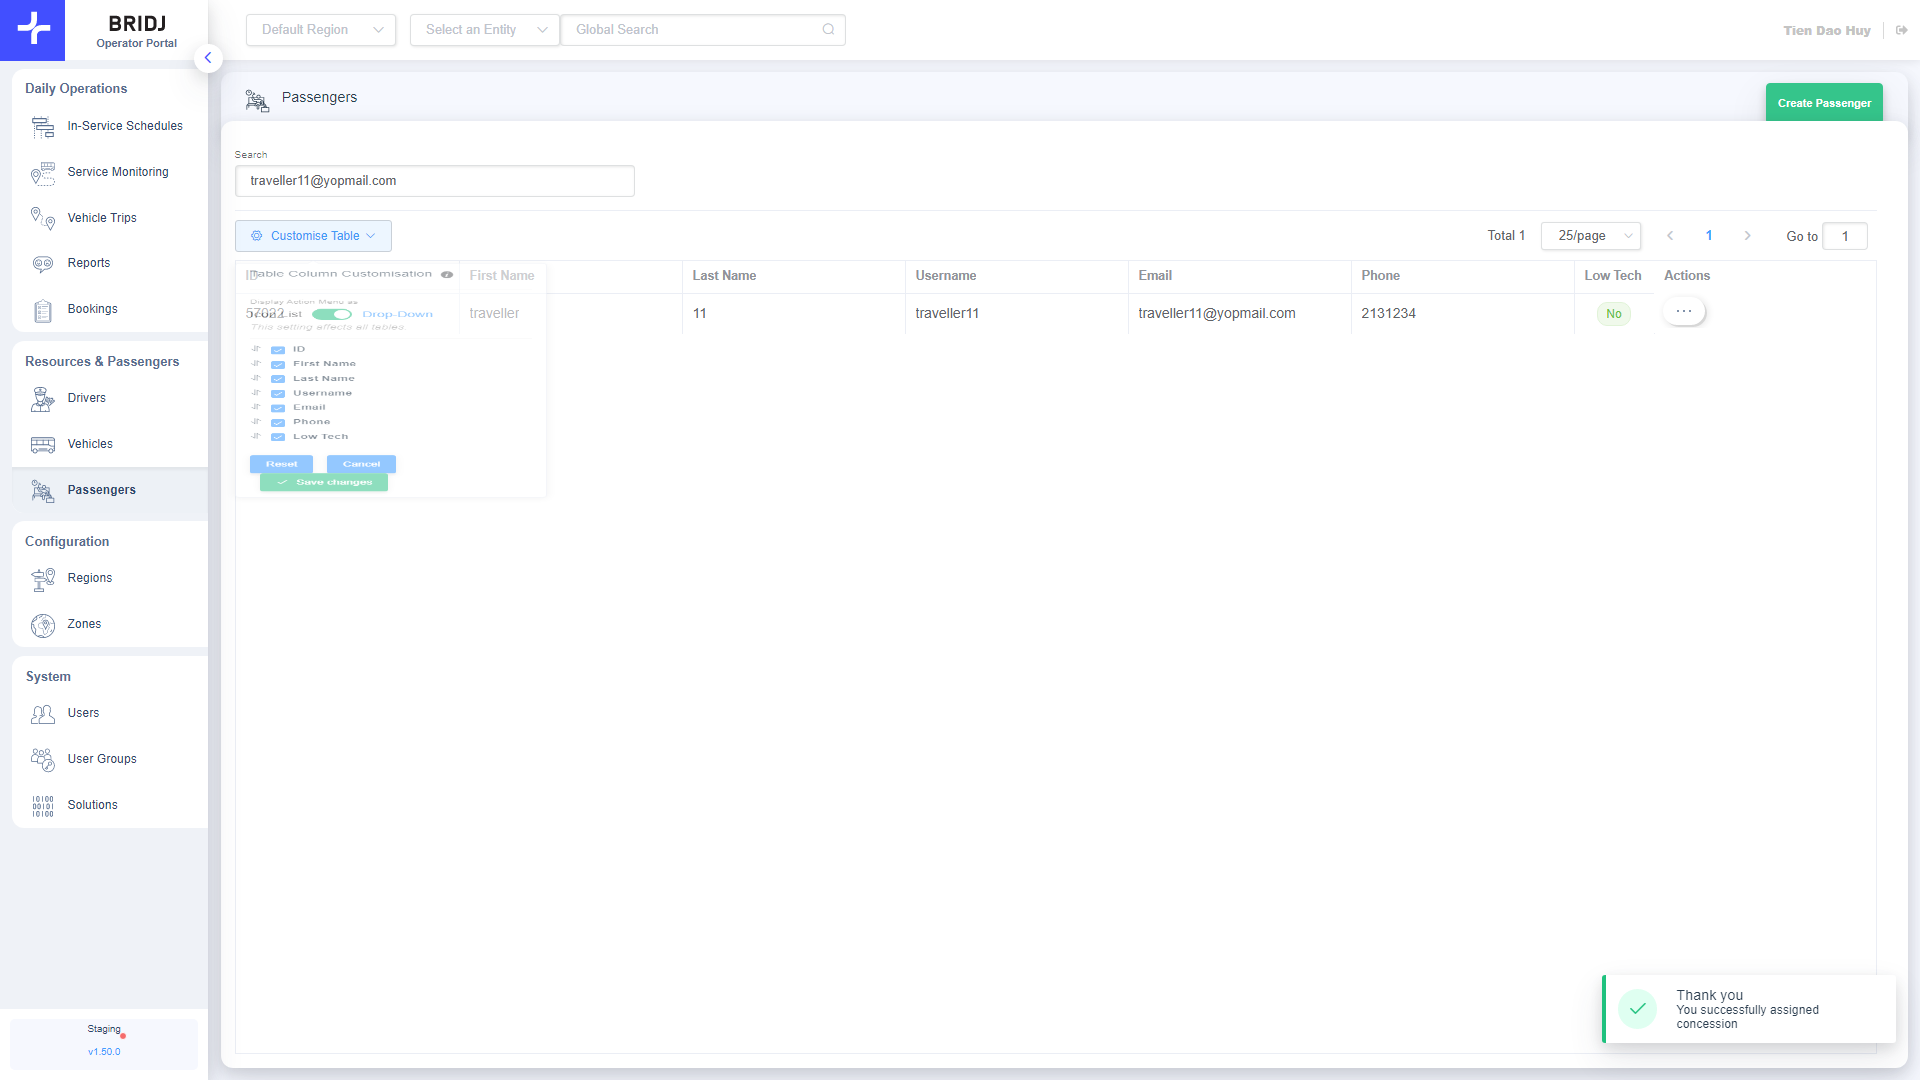 BRIDJ
Operator Portal
Default Region
Select an Entity
Global Search
Tien Dao Huy
Daily Operations
In-Service Schedules
Service Monitoring
Vehicle Trips
Reports
Bookings
Resources & Passengers
Drivers
Vehicles
Passengers
Configuration
Regions
Zones
System
Users
User Groups
Solutions
Staging
v1.50.0
Passengers
Create Passenger
Search
traveller11@yopmail.com
Customise Table
Total 1
25/page
1
Go to
1
ID
First Name
Last Name
Username
Email
Phone
Low Tech
Actions
57022
traveller
11
traveller11
traveller11@yopmail.com
2131234
No
Table Column Customisation
Display Action Menu as
Icon List
Drop-Down
This setting effects all tables.
ID
First Name
Last Name
Username
Email
Phone
Low Tech
Reset
Cancel
Save changes
Thank you
You successfully assigned
concession